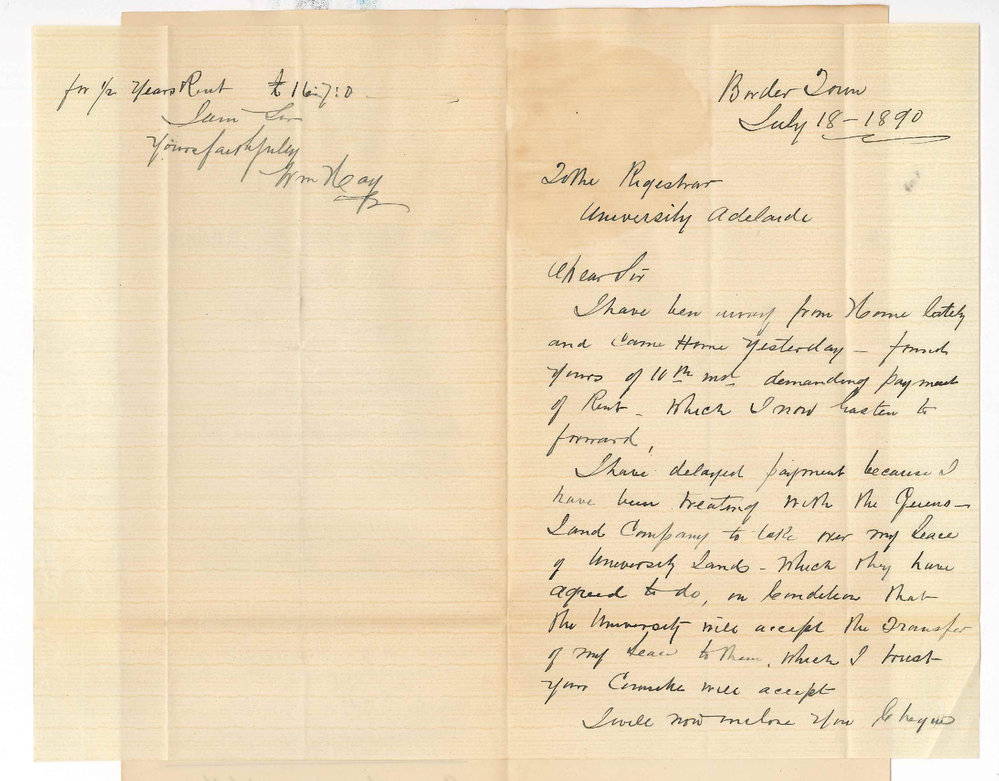 Border Town
July 18 - 1890
To the Regestrar
University Adelaide
Dear Sir
I have ben away from Home lately
and Came Home Yesterday - found
Yours of 10th inst demanding payment
of Rent - Which I now hasten to
forward,
I have delayed payment because I
have been treating with the Queens-
Land Company to take over my Lease
of University Lands - Which they have
agreed to do, on Condition that
the University will accept the Transfer
of my Lease to them, which I trust
Your will accept
I will now inclose You Cheque
for 1/2 Years Rent £16:7:0
I am Sir
Yours faithfully
Wm Hay